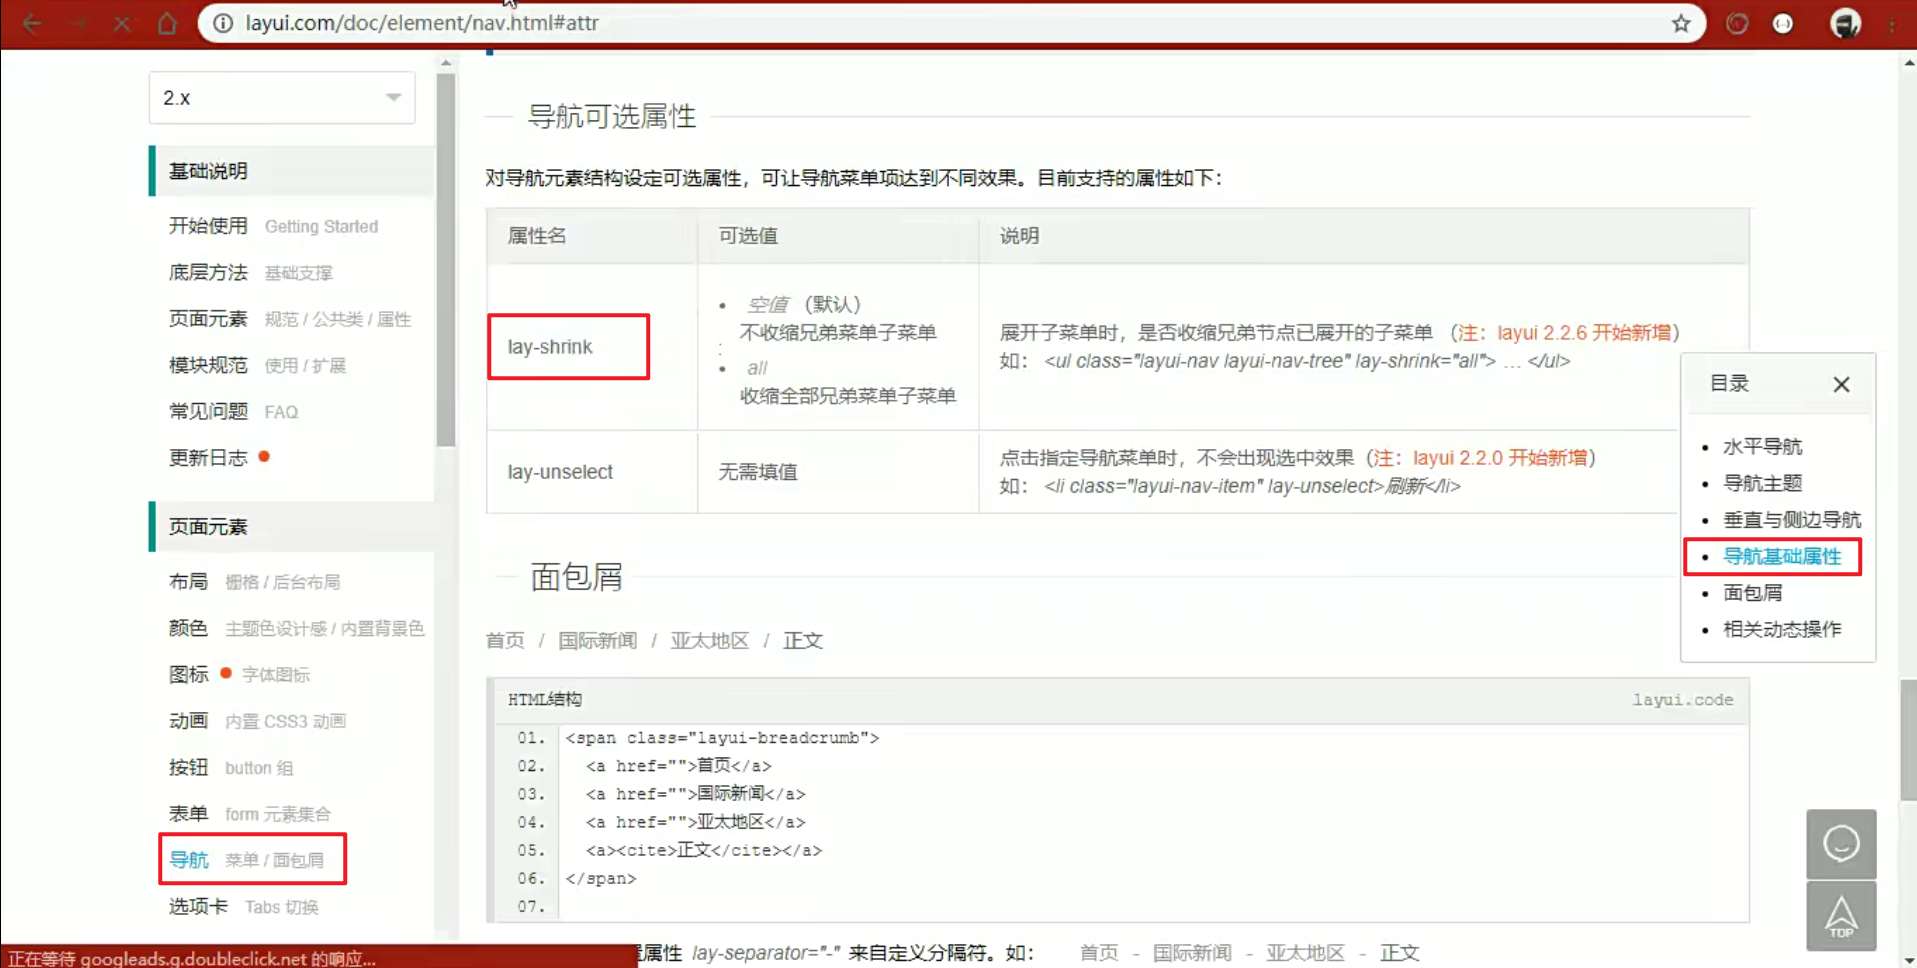 layui.com/doc/element/nav.html#attr
2.x
基础说明
开始使用 Getting Started
底层方法 基础支撑
页面元素 规范 / 公共类 / 属性
模块规范 使用 / 扩展
常见问题 FAQ
更新日志
页面元素
布局 栅格 / 后台布局
颜色 主题色设计感 / 内置背景色
图标 字体图标
动画 内置 CSS3 动画
按钮 button 组
表单 form 元素集合
导航 菜单 / 面包屑
选项卡 Tabs 切换
正在等待 googleads.g.doubleclick.net 的响应...
导航可选属性
对导航元素结构设定可选属性，可让导航菜单项达到不同效果。目前支持的属性如下：
属性名 可选值 说明
lay-shrink
• 空值 （默认）
不收缩兄弟菜单子菜单
• all
收缩全部兄弟菜单子菜单
展开子菜单时，是否收缩兄弟节点已展开的子菜单 （注：layui 2.2.6 开始新增）
如： <ul class="layui-nav layui-nav-tree" lay-shrink="all"> … </ul>
lay-unselect
无需填值
点击指定导航菜单时，不会出现选中效果（注：layui 2.2.0 开始新增）
如： <li class="layui-nav-item" lay-unselect>刷新</li>
面包屑
首页 / 国际新闻 / 亚太地区 / 正文
HTML结构 layui.code
01. <span class="layui-breadcrumb">
02. <a href="">首页</a>
03. <a href="">国际新闻</a>
04. <a href="">亚太地区</a>
05. <a><cite>正文</cite></a>
06. </span>
07.
属性 lay-separator="-" 来自定义分隔符。如： 首页 - 国际新闻 - 亚太地区 - 正文
目录
• 水平导航
• 导航主题
• 垂直与侧边导航
• 导航基础属性
• 面包屑
• 相关动态操作
TOP